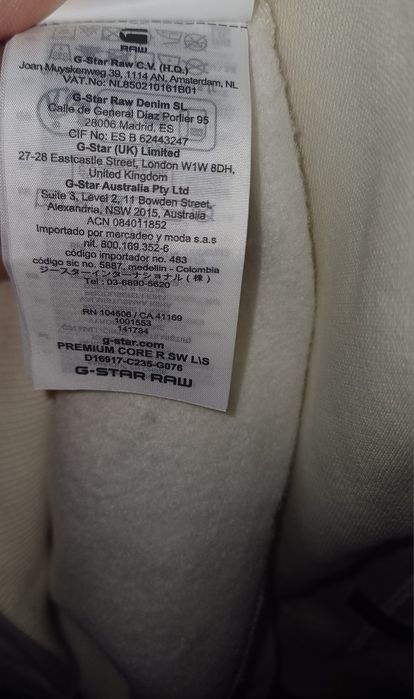 RAW
G-Star Raw C.V. (H.Q.)
Joan Muyskenweg 39, 1114 AN, Amsterdam, NL
VAT.No: NL850210161B01
G-Star Raw Denim SL
Calle de General Diaz Porlier 95
28006 Madrid, ES
CIF No: ES B 62443247
G-Star (UK) Limited
27-28 Eastcastle Street, London W1W 8DH,
United Kingdom
G-Star Australia Pty Ltd
Suite 3, Level 2, 11 Bowden Street,
Alexandria, NSW 2015, Australia
ACN 084011852
Importado por mercadeo y moda s.a.s
nit. 800.169.352-6
código importador no. 483
código sic no. 5887, medellin - Colombia
ジースターインターナショナル (株)
Tel : 03-6890-5620
RN 104506 / CA 41169
1001553
141734
g-star.com
PREMIUM CORE R SW L\S
D16917-C235-G076
G-STAR RAW